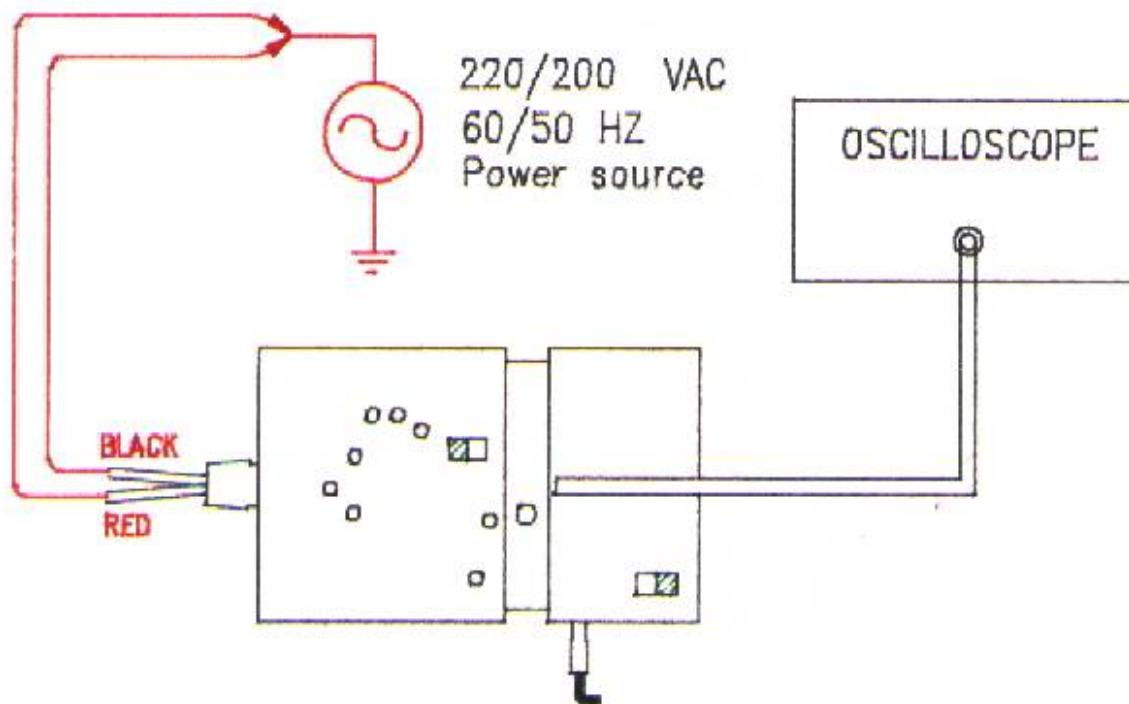 220/200 VAC
60/50 HZ
Power source
OSCILLOSCOPE
BLACK
RED